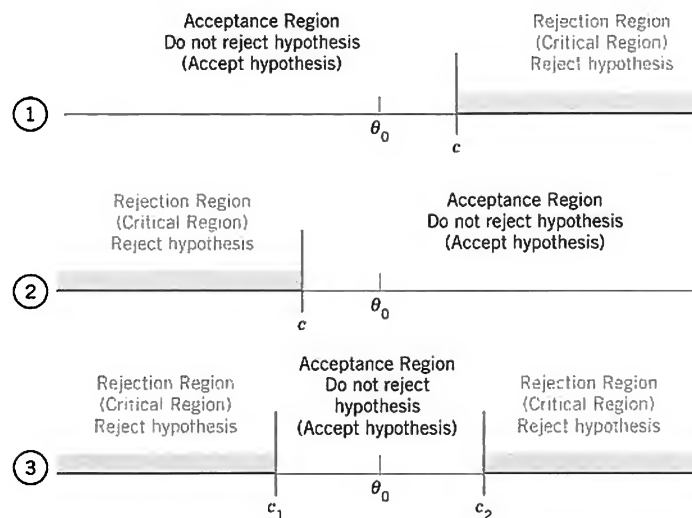 Acceptance Region
Do not reject hypothesis
(Accept hypothesis)
Rejection Region
(Critical Region)
Reject hypothesis
1
θ0
c
Rejection Region
(Critical Region)
Reject hypothesis
Acceptance Region
Do not reject hypothesis
(Accept hypothesis)
2
c
θ0
Rejection Region
(Critical Region)
Reject hypothesis
Acceptance Region
Do not reject
hypothesis
(Accept hypothesis)
Rejection Region
(Critical Region)
Reject hypothesis
3
c1
θ0
c2